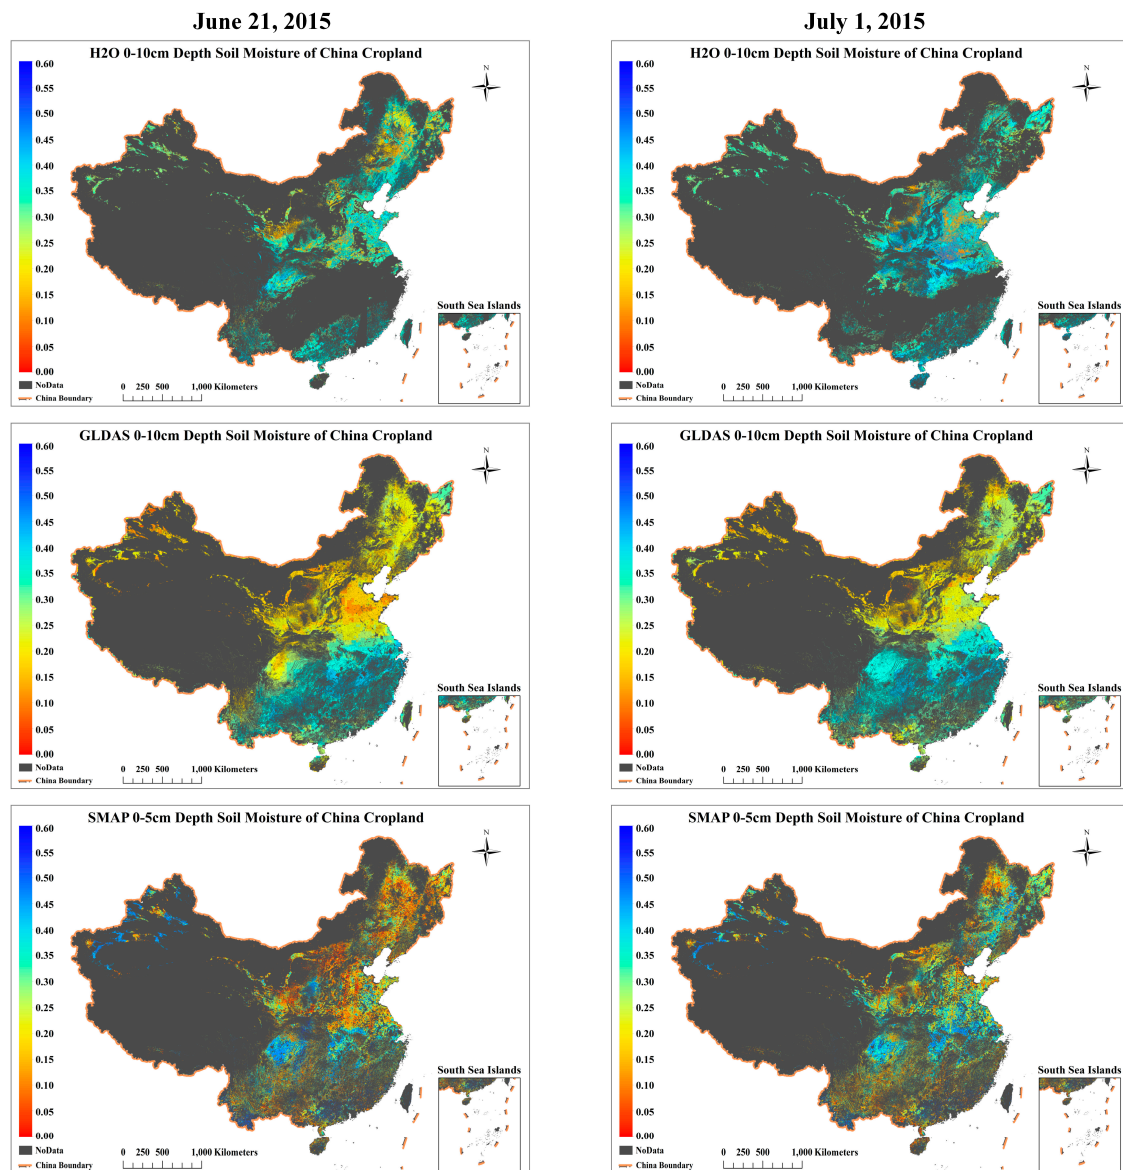 June 21, 2015
July 1, 2015
H2O 0-10cm Depth Soil Moisture of China Cropland
N
0.60
0.55
0.50
0.45
0.40
0.35
0.30
0.25
0.20
0.15
0.10
0.05
0.00
NoData
China Boundary
0 250 500 1,000 Kilometers
South Sea Islands
H2O 0-10cm Depth Soil Moisture of China Cropland
N
0.60
0.55
0.50
0.45
0.40
0.35
0.30
0.25
0.20
0.15
0.10
0.05
0.00
NoData
China Boundary
0 250 500 1,000 Kilometers
South Sea Islands
GLDAS 0-10cm Depth Soil Moisture of China Cropland
N
0.60
0.55
0.50
0.45
0.40
0.35
0.30
0.25
0.20
0.15
0.10
0.05
0.00
NoData
China Boundary
0 250 500 1,000 Kilometers
South Sea Islands
GLDAS 0-10cm Depth Soil Moisture of China Cropland
N
0.60
0.55
0.50
0.45
0.40
0.35
0.30
0.25
0.20
0.15
0.10
0.05
0.00
NoData
China Boundary
0 250 500 1,000 Kilometers
South Sea Islands
SMAP 0-5cm Depth Soil Moisture of China Cropland
N
0.60
0.55
0.50
0.45
0.40
0.35
0.30
0.25
0.20
0.15
0.10
0.05
0.00
NoData
China Boundary
0 250 500 1,000 Kilometers
South Sea Islands
SMAP 0-5cm Depth Soil Moisture of China Cropland
N
0.60
0.55
0.50
0.45
0.40
0.35
0.30
0.25
0.20
0.15
0.10
0.05
0.00
NoData
China Boundary
0 250 500 1,000 Kilometers
South Sea Islands